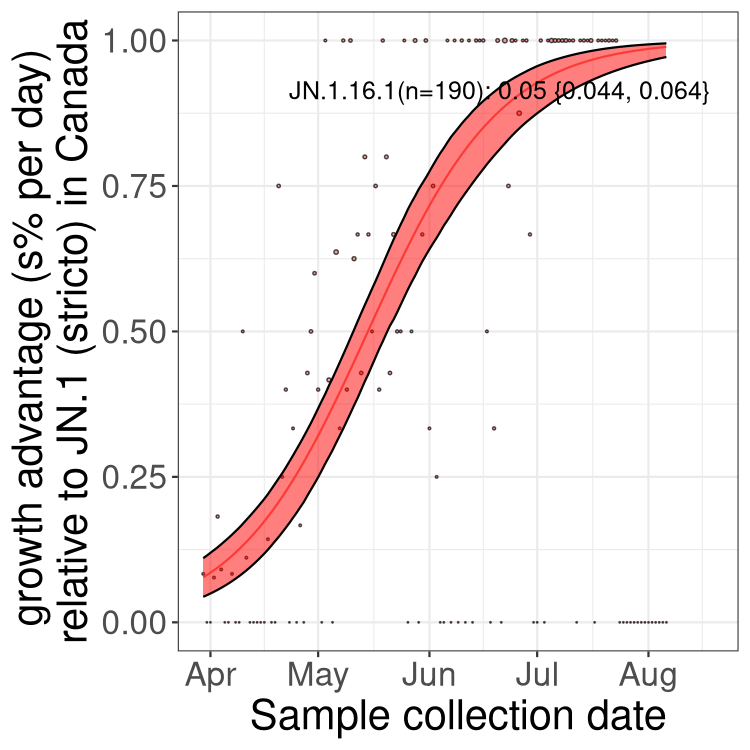 growth advantage (s% per day)
relative to JN.1 (stricto) in Canada
1.00
0.75
0.50
0.25
0.00
JN.1.16.1(n=190): 0.05 {0.044, 0.064}
Apr May Jun Jul Aug
Sample collection date